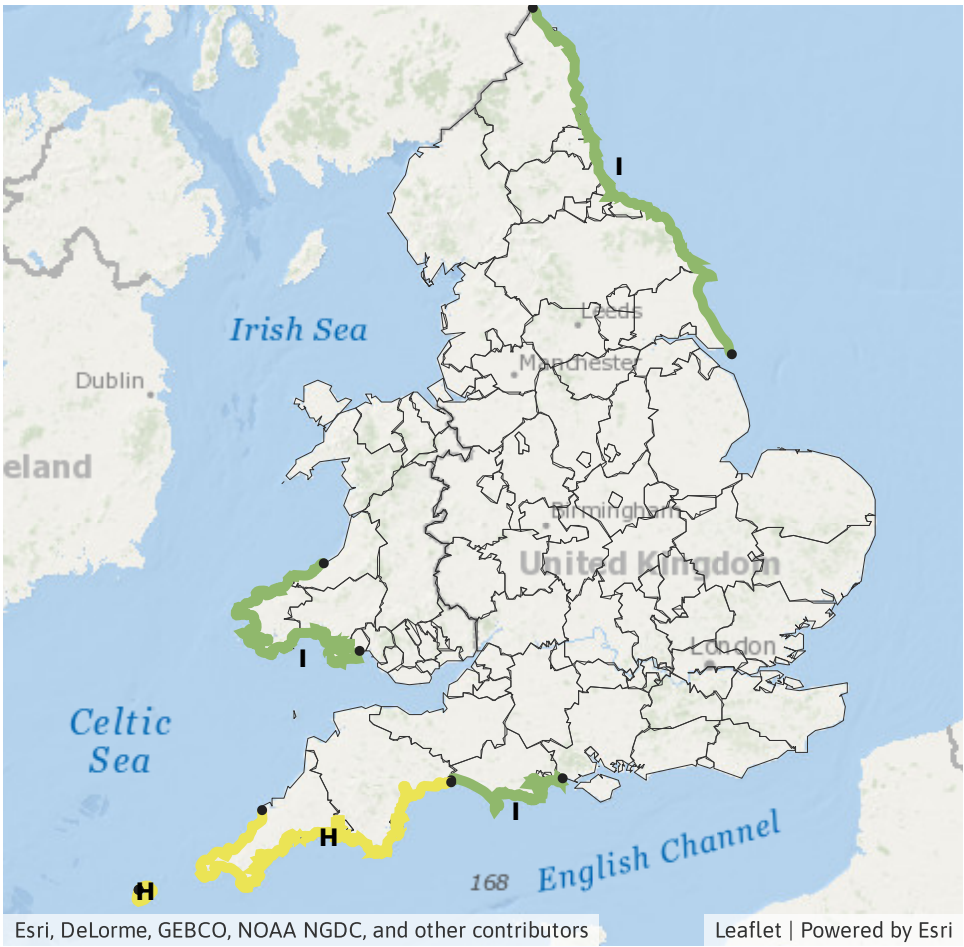 I
Leeds
Irish Sea
Manchester
Dublin
eland
Birmingham
United Kingdom
London
I
Celtic
Sea
I
H
English Channel
168
H
Esri, DeLorme, GEBCO, NOAA NGDC, and other contributors
Leaflet | Powered by Esri